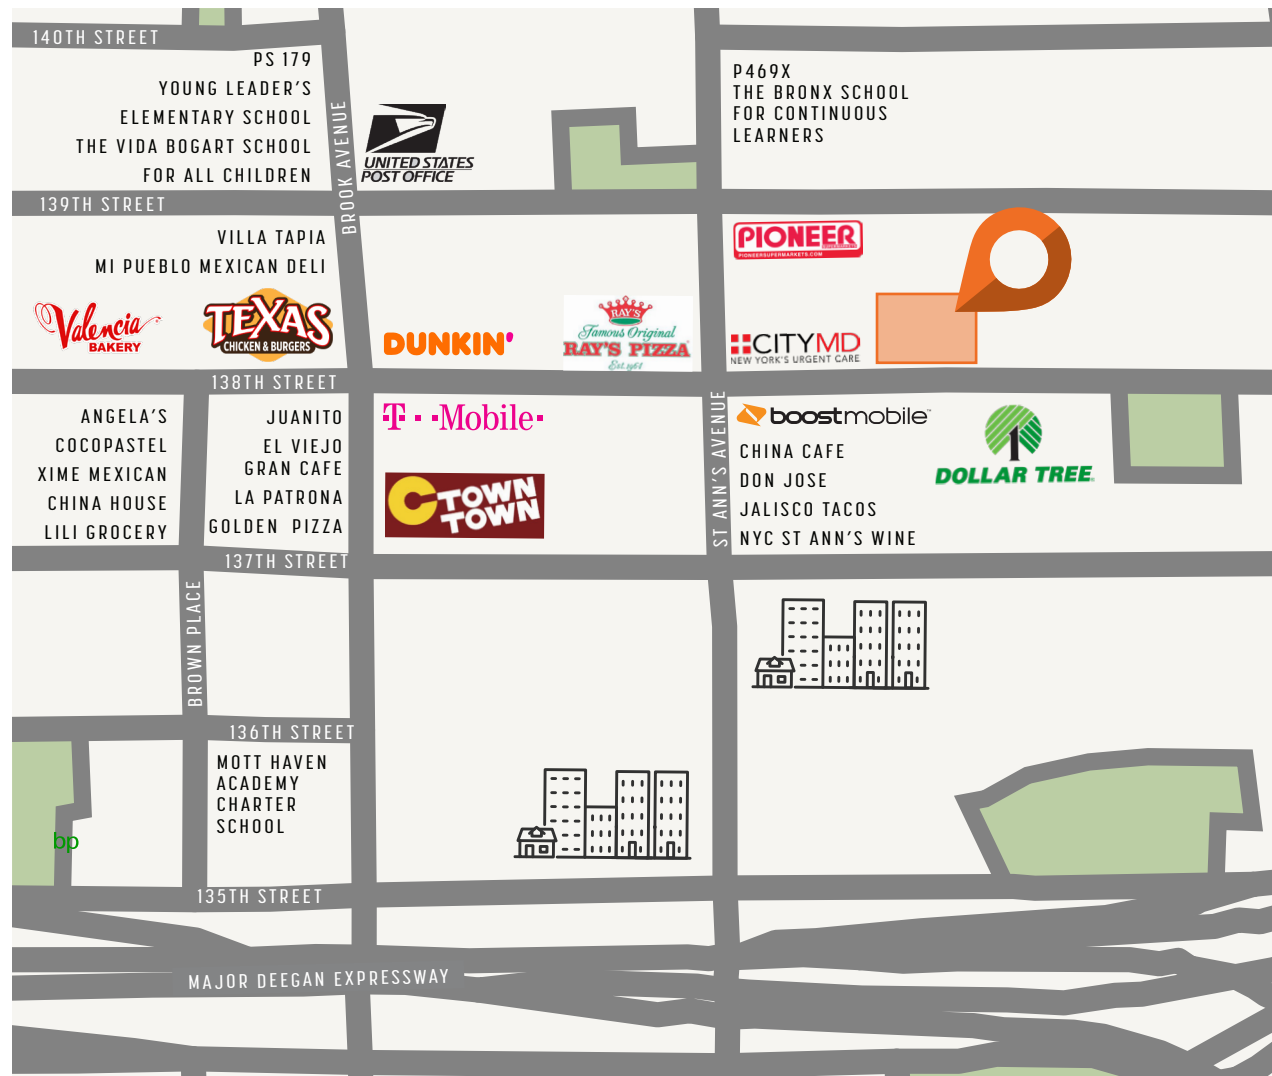 140TH STREET
PS 179
YOUNG LEADER'S
ELEMENTARY SCHOOL
THE VIDA BOGART SCHOOL
FOR ALL CHILDREN
BROOK AVENUE
UNITED STATES
POST OFFICE
P469X
THE BRONX SCHOOL
FOR CONTINUOUS
LEARNERS
139TH STREET
VILLA TAPIA
MI PUEBLO MEXICAN DELI
Valencia
BAKERY
TEXAS
CHICKEN & BURGERS
DUNKIN'
RAY'S
Famous Original
RAY'S PIZZA
Est.1964
PIONEER
PIONEERSUPERMARKETS.COM
CITYMD
NEW YORK'S URGENT CARE
138TH STREET
ANGELA'S
COCOPASTEL
XIME MEXICAN
CHINA HOUSE
LILI GROCERY
JUANITO
EL VIEJO
GRAN CAFE
LA PATRONA
GOLDEN PIZZA
T-Mobile
C TOWN
TOWN
ST ANN'S AVENUE
boostmobile
CHINA CAFE
DON JOSE
JALISCO TACOS
NYC ST ANN'S WINE
1
DOLLAR TREE
137TH STREET
BROWN PLACE
136TH STREET
MOTT HAVEN
ACADEMY
CHARTER
SCHOOL
bp
135TH STREET
MAJOR DEEGAN EXPRESSWAY